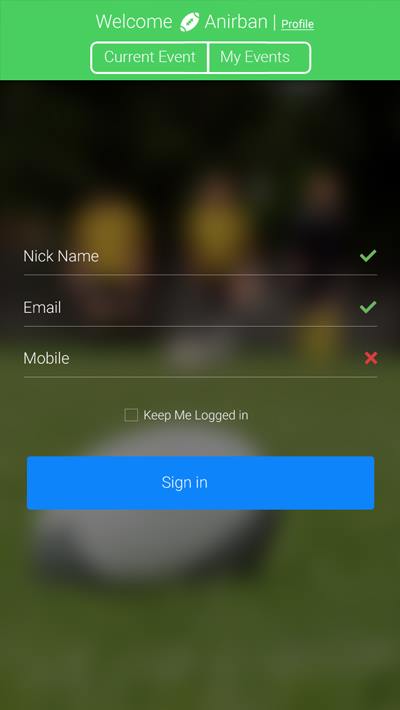 Welcome Anirban | Profile
Current Event My Events
Nick Name
Email
Mobile
Keep Me Logged in
Sign in